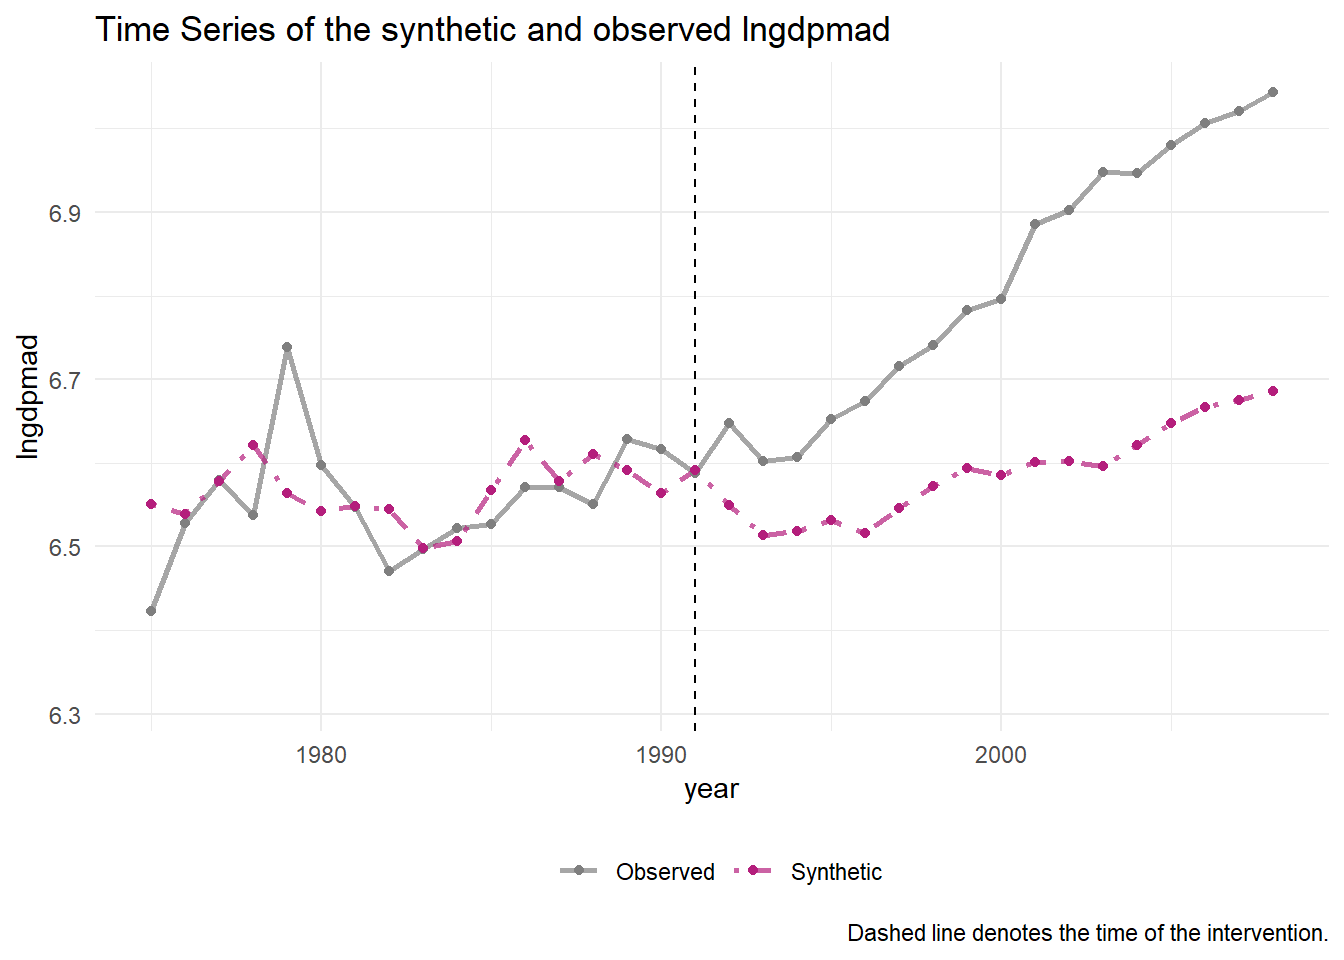 Time Series of the synthetic and observed lngdpmad
lngdpmad
6.9
6.7
6.5
6.3
1980 1990 2000
year
Observed Synthetic
Dashed line denotes the time of the intervention.